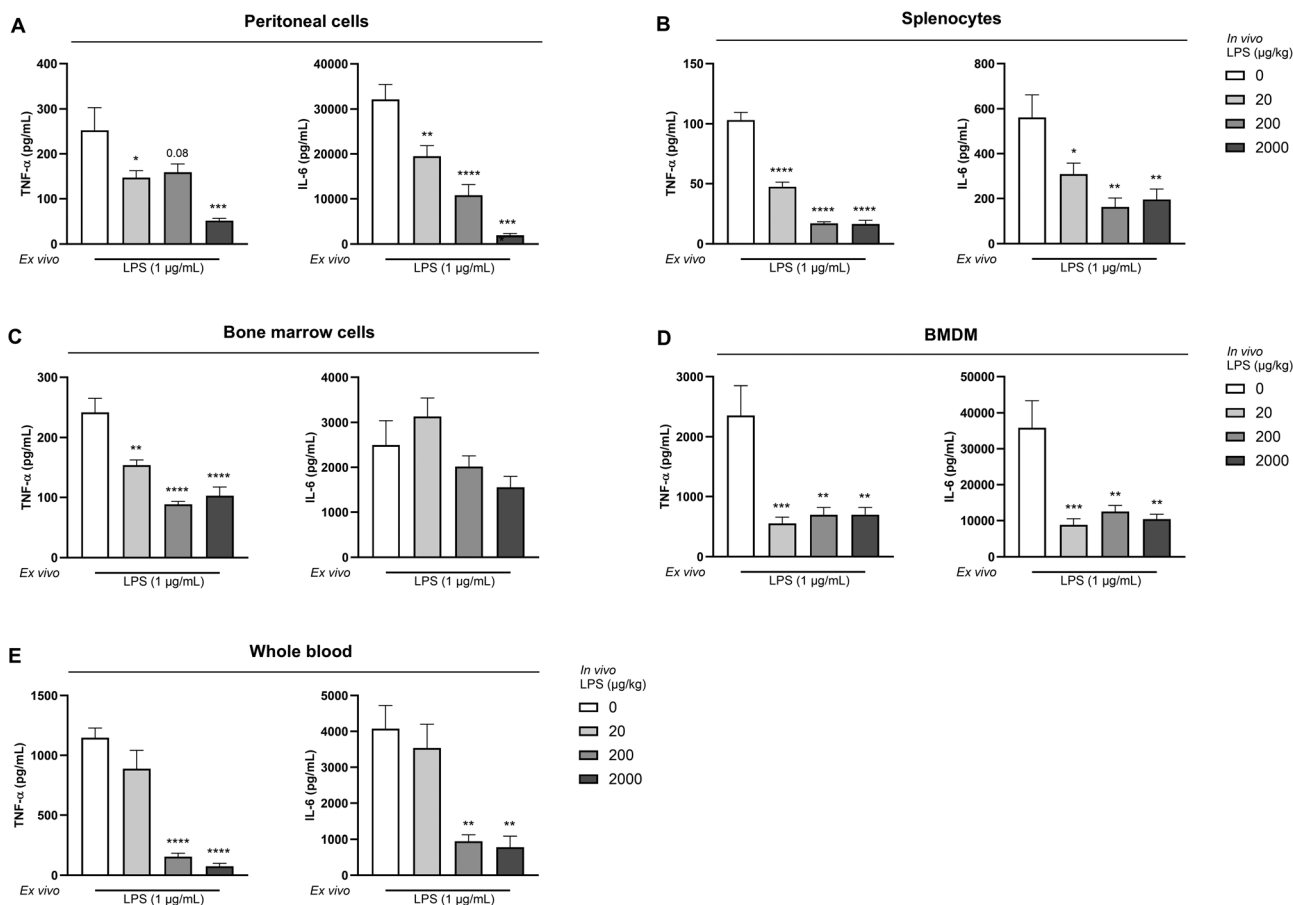 A
Peritoneal cells
TNF-α (pg/mL)
400
300
200
100
0
*
0.08
***
Ex vivo
LPS (1 µg/mL)
IL-6 (pg/mL)
40000
30000
20000
10000
0
**
****
***
*
LPS (1 µg/mL)
B
Splenocytes
TNF-α (pg/mL)
150
100
50
0
****
****
****
Ex vivo
LPS (1 µg/mL)
IL-6 (pg/mL)
800
600
400
200
0
*
**
**
Ex vivo
LPS (1 µg/mL)
In vivo
LPS (µg/kg)
0
20
200
2000
C
Bone marrow cells
TNF-α (pg/mL)
300
200
100
0
**
****
****
Ex vivo
LPS (1 µg/mL)
IL-6 (pg/mL)
4000
3000
2000
1000
0
LPS (1 µg/mL)
D
BMDM
TNF-α (pg/mL)
3000
2000
1000
0
***
**
**
Ex vivo
LPS (1 µg/mL)
IL-6 (pg/mL)
50000
40000
30000
20000
10000
0
***
**
**
Ex vivo
LPS (1 µg/mL)
In vivo
LPS (µg/kg)
0
20
200
2000
E
Whole blood
TNF-α (pg/mL)
1500
1000
500
0
****
****
Ex vivo
LPS (1 µg/mL)
IL-6 (pg/mL)
5000
4000
3000
2000
1000
0
**
**
LPS (1 µg/mL)
In vivo
LPS (µg/kg)
0
20
200
2000